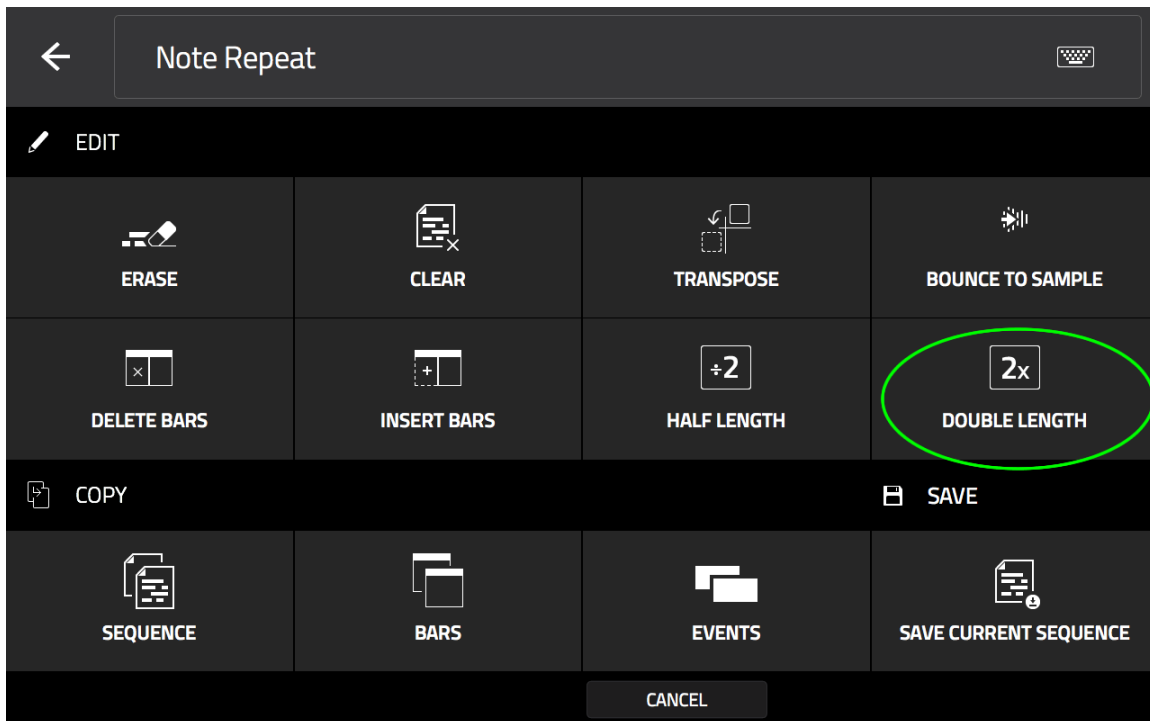 Note Repeat
EDIT
ERASE
CLEAR
TRANSPOSE
BOUNCE TO SAMPLE
÷2
2x
DELETE BARS
INSERT BARS
HALF LENGTH
DOUBLE LENGTH
COPY
SAVE
SEQUENCE
BARS
EVENTS
SAVE CURRENT SEQUENCE
CANCEL